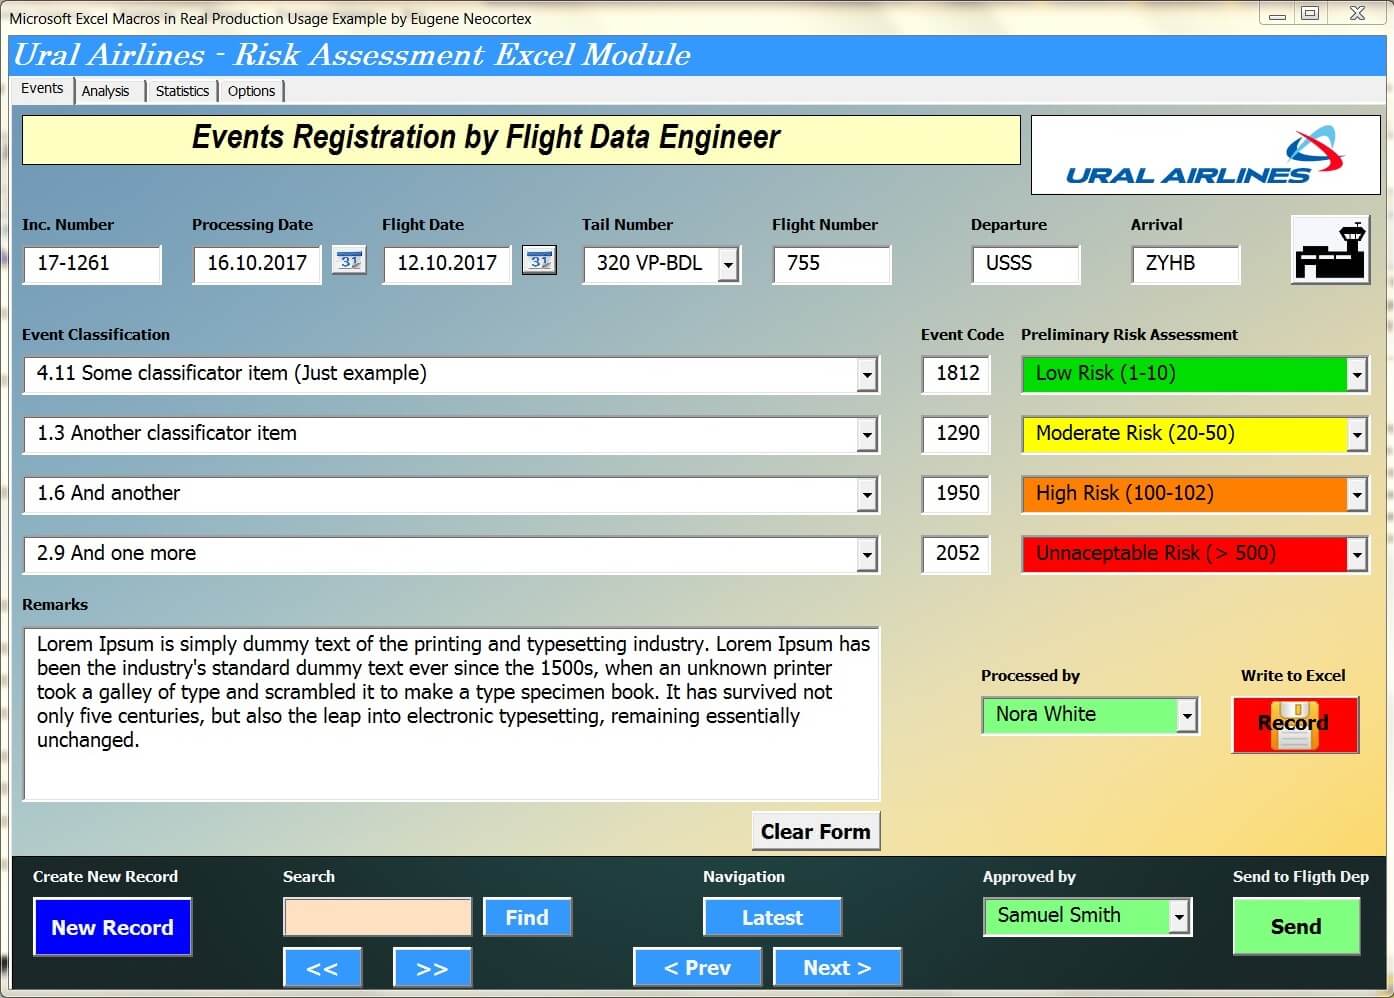 Microsoft Excel Macros in Real Production Usage Example by Eugene Neocortex
Ural Airlines - Risk Assessment Excel Module
Events Analysis Statistics Options
Events Registration by Flight Data Engineer
URAL AIRLINES
Inc. Number Processing Date Flight Date Tail Number Flight Number Departure Arrival
17-1261 16.10.2017 31 12.10.2017 31 320 VP-BDL 755 USSS ZYHB
Event Classification Event Code Preliminary Risk Assessment
4.11 Some classificator item (Just example) 1812 Low Risk (1-10)
1.3 Another classificator item 1290 Moderate Risk (20-50)
1.6 And another 1950 High Risk (100-102)
2.9 And one more 2052 Unnaceptable Risk (> 500)
Remarks
Lorem Ipsum is simply dummy text of the printing and typesetting industry. Lorem Ipsum has
been the industry's standard dummy text ever since the 1500s, when an unknown printer
took a galley of type and scrambled it to make a type specimen book. It has survived not
only five centuries, but also the leap into electronic typesetting, remaining essentially
unchanged.
Processed by Write to Excel
Nora White Record
Clear Form
Create New Record Search Navigation Approved by Send to Fligth Dep
New Record Find Latest Samuel Smith Send
<< >> < Prev Next >